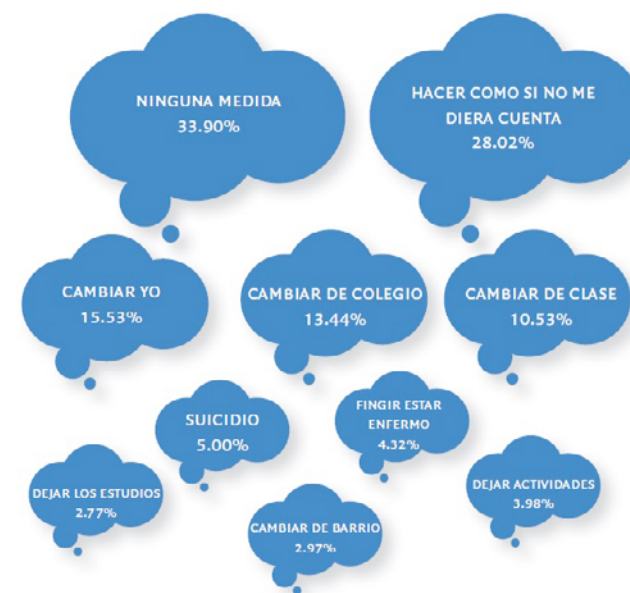 NINGUNA MEDIDA
33.90%
HACER COMO SI NO ME
DIERA CUENTA
28.02%
CAMBIAR YO
15.53%
CAMBIAR DE COLEGIO
13.44%
CAMBIAR DE CLASE
10.53%
SUICIDIO
5.00%
FINGIR ESTAR
ENFERMO
4.32%
DEJAR LOS ESTUDIOS
2.77%
CAMBIAR DE BARRIO
2.97%
DEJAR ACTIVIDADES
3.98%